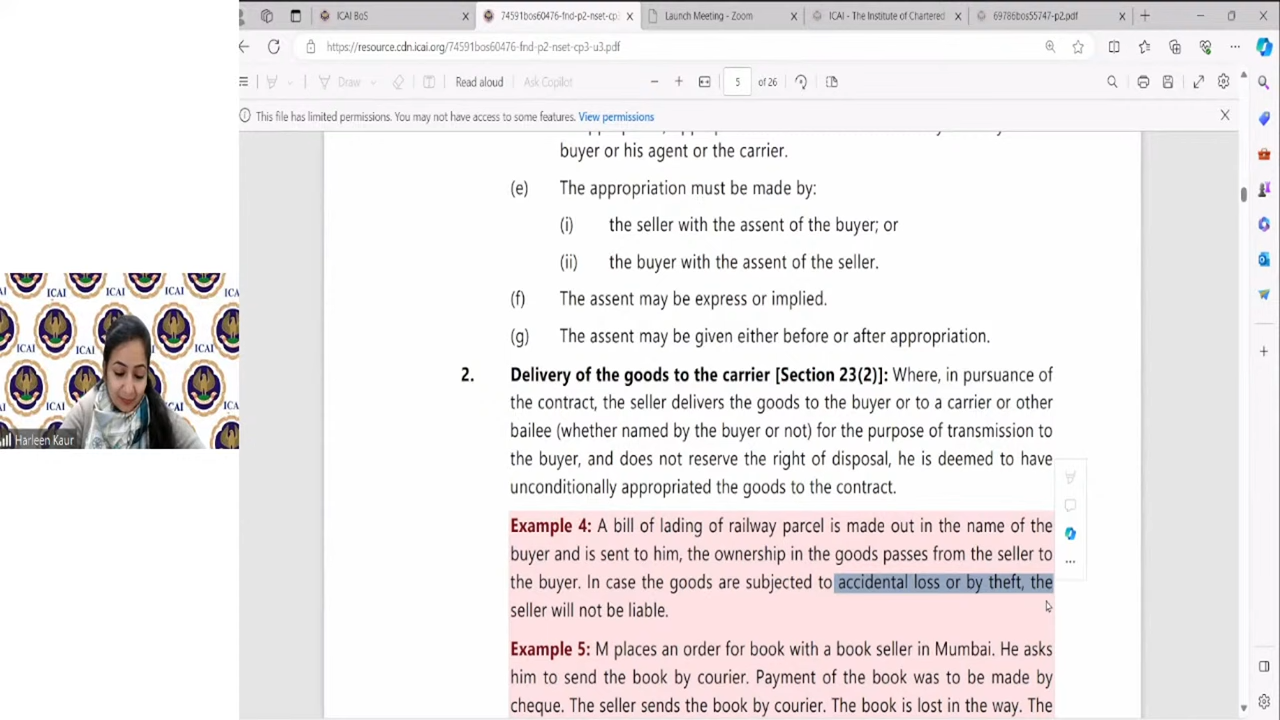 ICAI BoS
74591bos60476-fnd-p2-nset-cp
Launch Meeting - Zoom
ICAI - The Institute of Chartered
69786bos55747-p2.pdf
https://resource.cdn.icai.org/74591bos60476-fnd-p2-nset-cp3-u3.pdf
Draw
Read aloud
Ask Copilot
5 of 26
This file has limited permissions. You may not have access to some features. View permissions
buyer or his agent or the carrier.
(e) The appropriation must be made by:
(i) the seller with the assent of the buyer; or
(ii) the buyer with the assent of the seller.
(f) The assent may be express or implied.
(g) The assent may be given either before or after appropriation.
2. Delivery of the goods to the carrier [Section 23(2)]: Where, in pursuance of
the contract, the seller delivers the goods to the buyer or to a carrier or other
bailee (whether named by the buyer or not) for the purpose of transmission to
the buyer, and does not reserve the right of disposal, he is deemed to have
unconditionally appropriated the goods to the contract.
Example 4: A bill of lading of railway parcel is made out in the name of the
buyer and is sent to him, the ownership in the goods passes from the seller to
the buyer. In case the goods are subjected to accidental loss or by theft, the
seller will not be liable.
Example 5: M places an order for book with a book seller in Mumbai. He asks
him to send the book by courier. Payment of the book was to be made by
cheque. The seller sends the book by courier. The book is lost in the way. The
ICAI
ICAI
ICAI
ICAI
ICAI
ICAI
Harleen Kaur